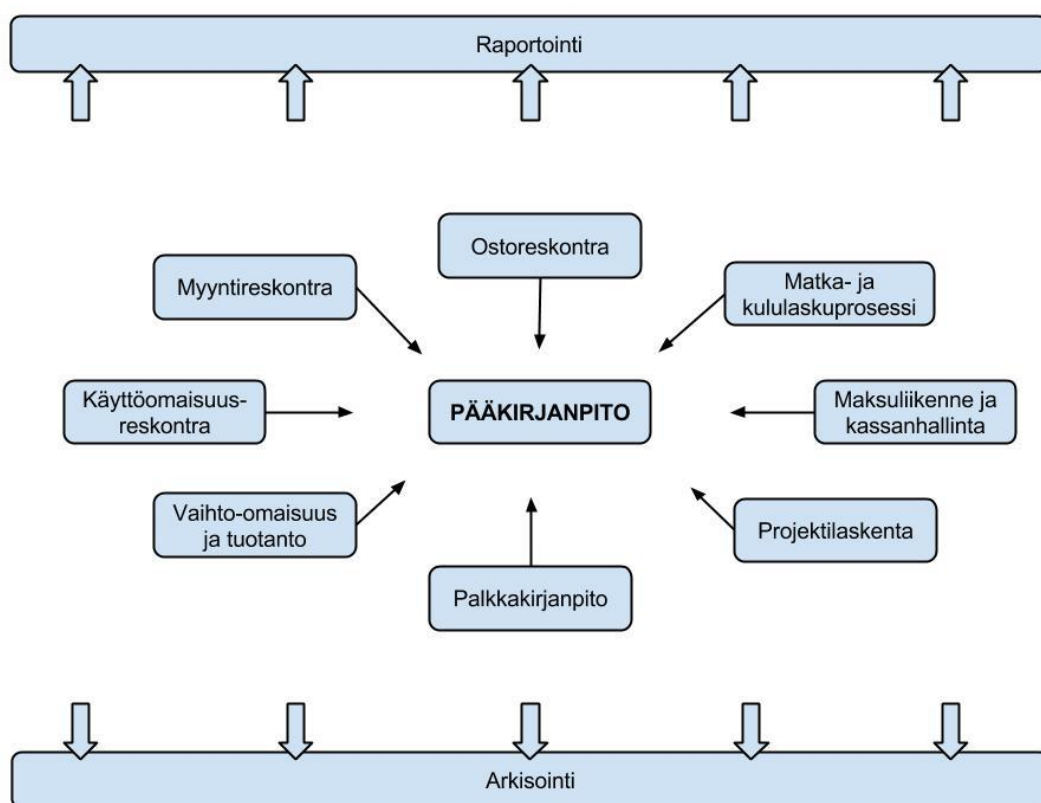 Raportointi
Ostoreskontra
Myyntireskontra
Matka- ja
kululaskuprosessi
Käyttöomaisuus-
reskontra
PÄÄKIRJANPITO
Maksuliikenne ja
kassanhallinta
Vaihto-omaisuus
ja tuotanto
Projektilaskenta
Palkkakirjanpito
Arkisointi